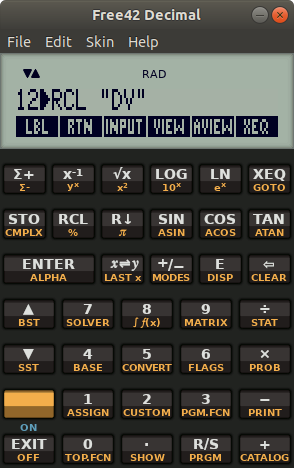 Free42 Decimal
File Edit Skin Help
▼▲ RAD
12▶RCL "DV"
LBL RTN INPUT VIEW AVIEW XEQ
Σ+ x⁻¹ √x LOG LN XEQ
Σ- yˣ x² 10ˣ eˣ GOTO
STO RCL R↓ SIN COS TAN
CMPLX % π ASIN ACOS ATAN
ENTER x⇌y +/− E ⇦
ALPHA LAST x MODES DISP CLEAR
▲ 7 8 9 ÷
BST SOLVER ∫f(x) MATRIX STAT
▼ 4 5 6 ×
SST BASE CONVERT FLAGS PROB
1 2 3 −
ASSIGN CUSTOM PGM.FCN PRINT
ON
EXIT 0 · R/S +
OFF TOP.FCN SHOW PRGM CATALOG